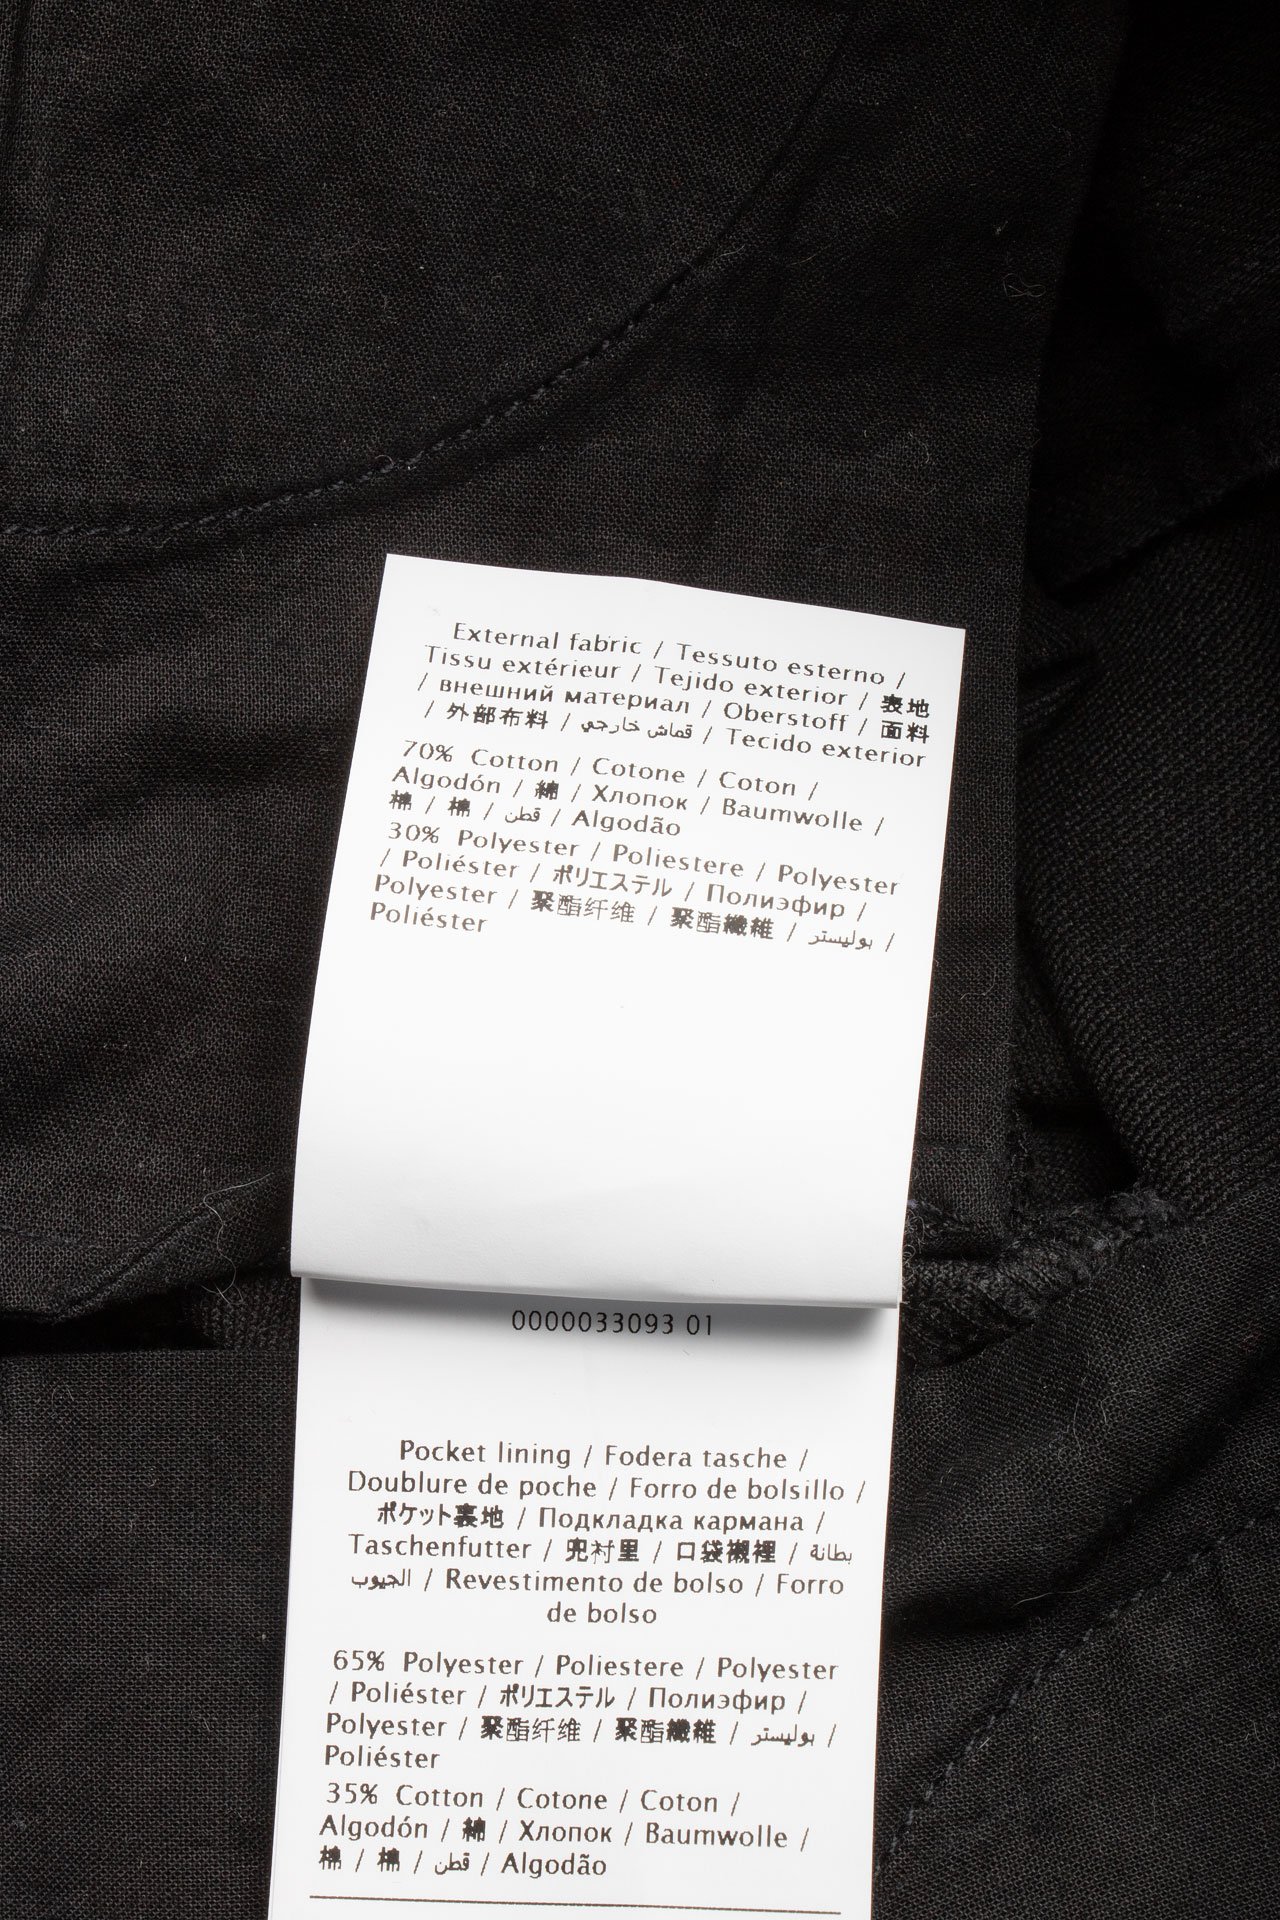 External fabric / Tessuto esterno /
Tissu extérieur / Tejido exterior / 表地
/ внешний материал / Oberstoff / 面料
/ 外部布料 / قماش خارجي / Tecido exterior
70% Cotton / Cotone / Coton /
Algodón / 綿 / Хлопок / Baumwolle /
棉 / 棉 / قطن / Algodão
30% Polyester / Poliestere / Polyester
/ Poliéster / ポリエステル / Полиэфир /
Polyester / 聚酯纤维 / 聚酯纖維 / بوليستر /
Poliéster
0000033093 01
Pocket lining / Fodera tasche /
Doublure de poche / Forro de bolsillo /
ポケット裏地 / Подкладка кармана /
Taschenfutter / 兜衬里 / 口袋襯裡 / بطانة
الجيوب / Revestimento de bolso / Forro
de bolso
65% Polyester / Poliestere / Polyester
/ Poliéster / ポリエステル / Полиэфир /
Polyester / 聚酯纤维 / 聚酯纖維 / بوليستر /
Poliéster
35% Cotton / Cotone / Coton /
Algodón / 綿 / Хлопок / Baumwolle /
棉 / 棉 / قطن / Algodão